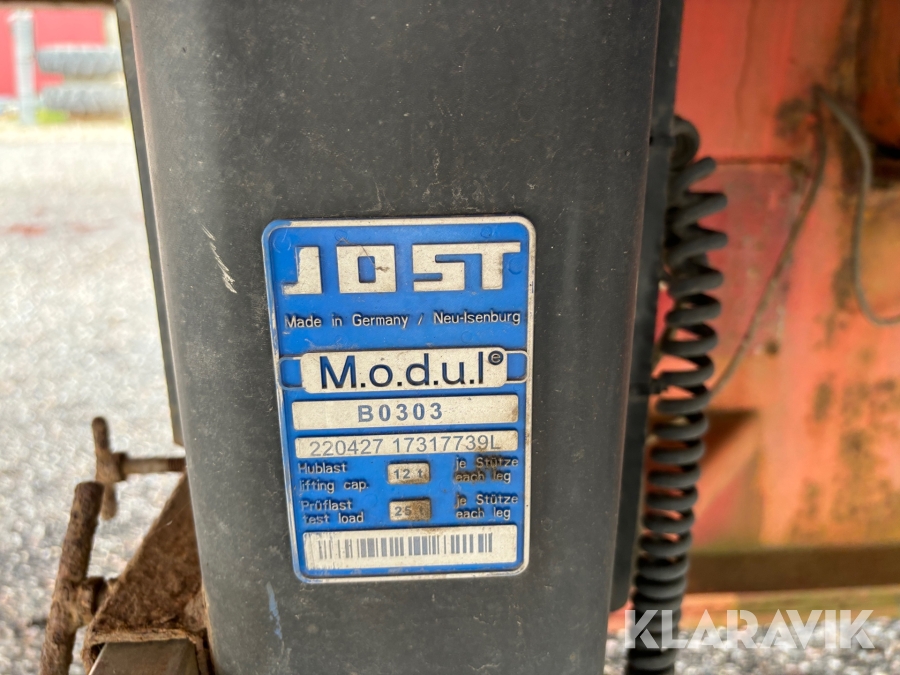 JOST
Made in Germany / Neu-Isenburg
M.o.d.u.l e
B0303
220427 17317739L
Hublast je Stütze
lifting cap. 12 t each leg
Prüflast je Stütze
test load 25 t each leg
KLARAVIK